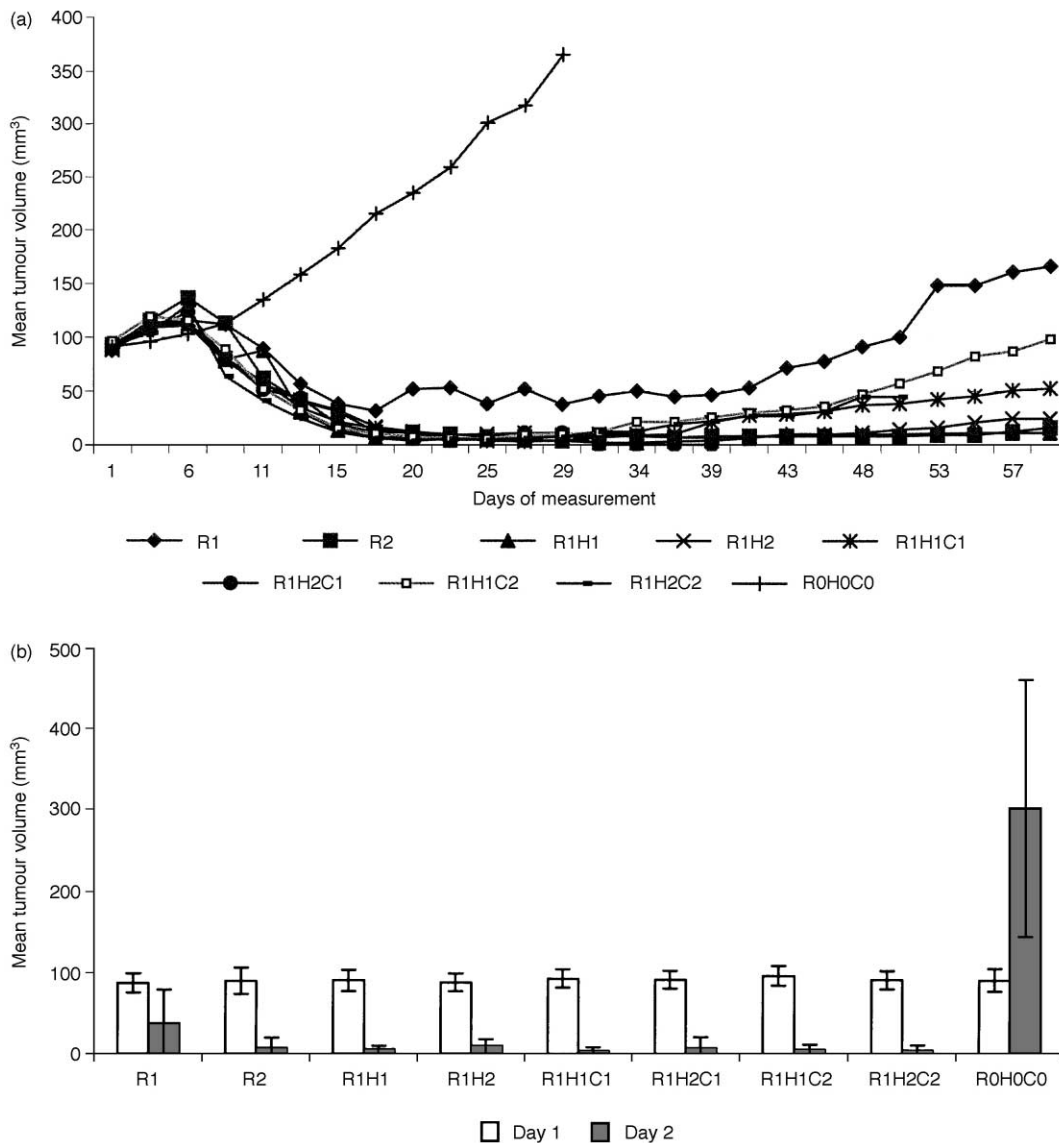 (a)
400
350
300
250
200
150
100
50
0
Mean tumour volume (mm³)
1 6 11 15 20 25 29 34 39 43 48 53 57
Days of measurement
R1 R2 R1H1 R1H2 R1H1C1
R1H2C1 R1H1C2 R1H2C2 R0H0C0
(b)
500
400
300
200
100
0
Mean tumour volume (mm³)
R1 R2 R1H1 R1H2 R1H1C1 R1H2C1 R1H1C2 R1H2C2 R0H0C0
Day 1 Day 2